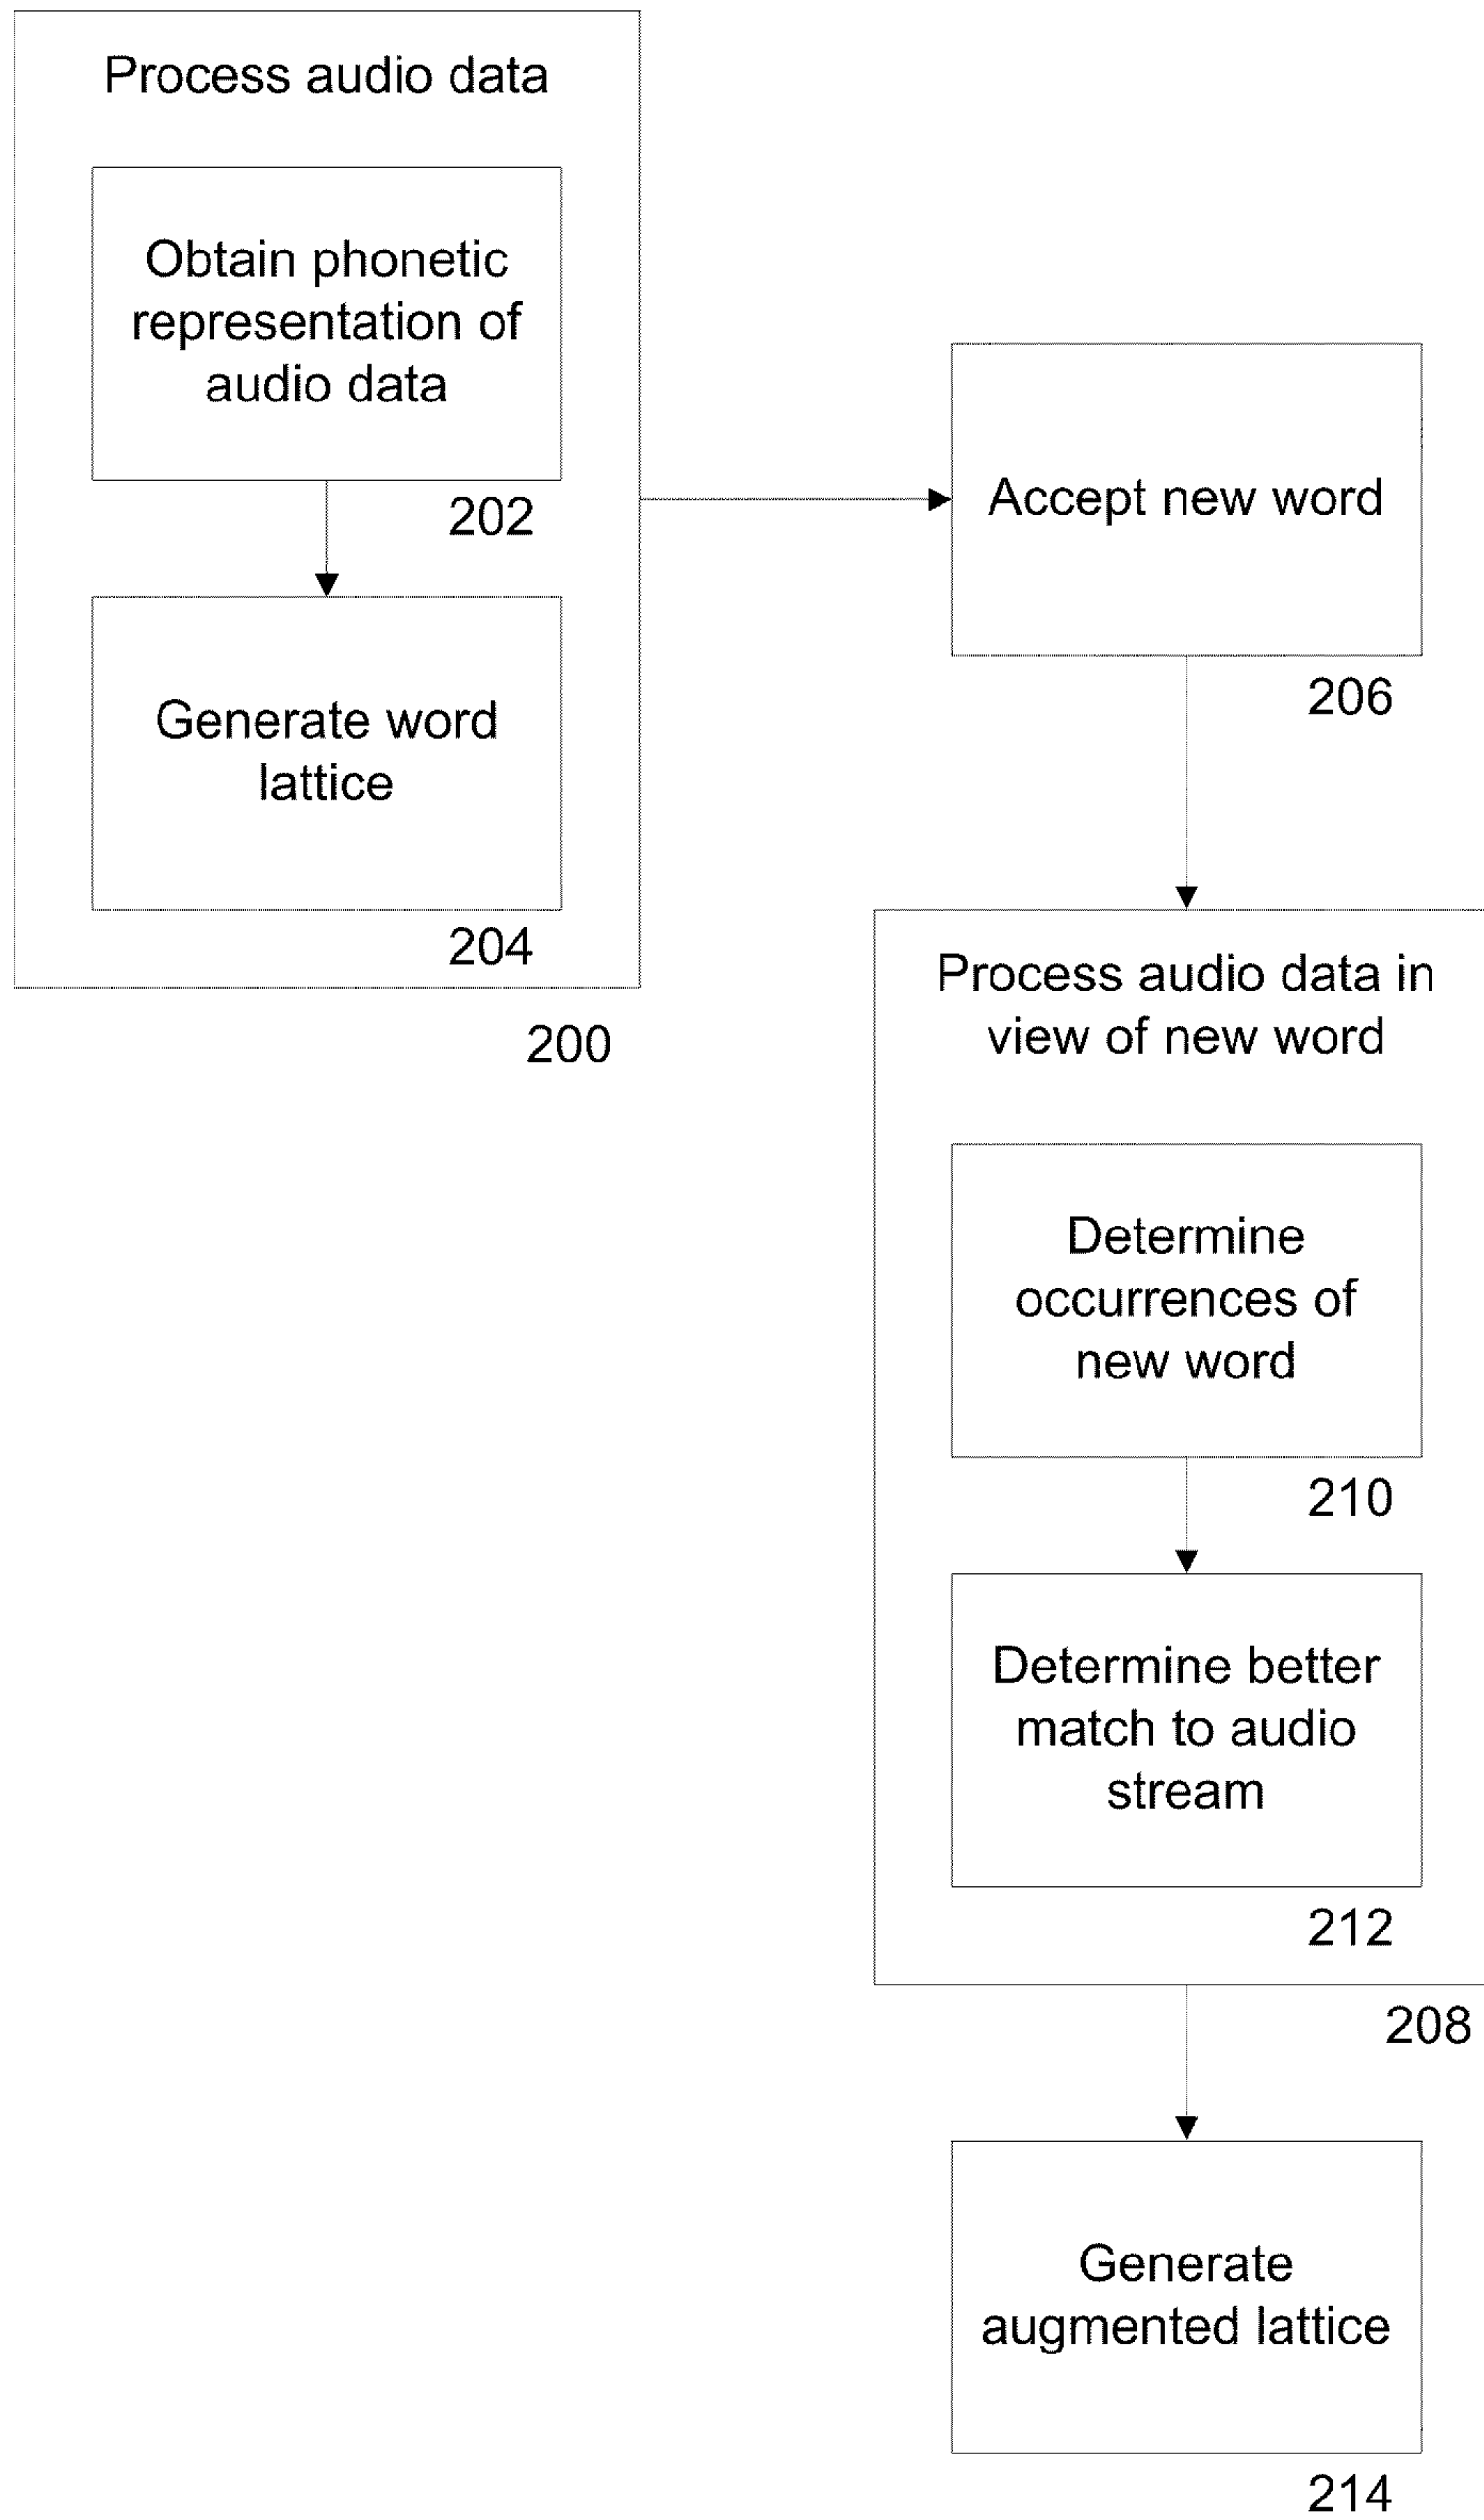 Process audio data
Obtain phonetic
representation of
audio data
202
Generate word
lattice
204
200
Accept new word
206
Process audio data in
view of new word
Determine
occurrences of
new word
210
Determine better
match to audio
stream
212
208
Generate
augmented lattice
214